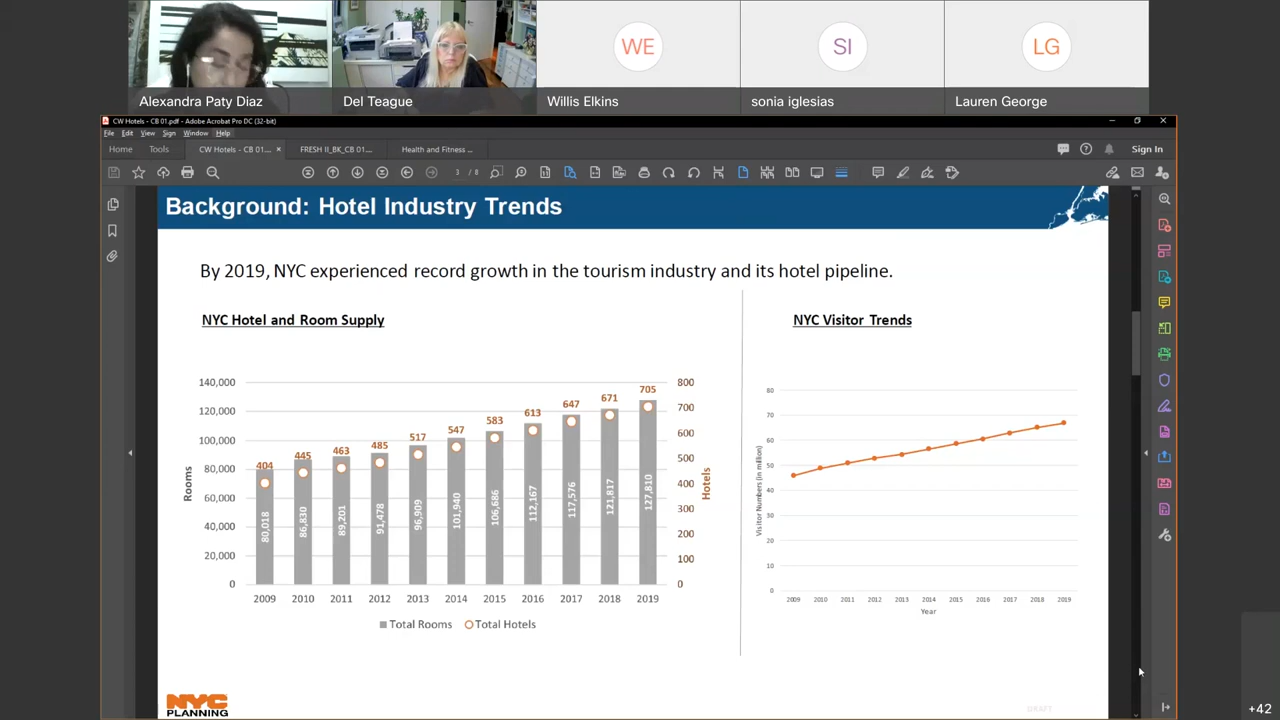 WE
SI
LG
Alexandra Paty Diaz
Del Teague
Willis Elkins
sonia iglesias
Lauren George
CW Hotels - CB 01.pdf - Adobe Acrobat Pro DC (32-bit)
File Edit View Sign Window Help
Home Tools CW Hotels - CB 01.... × FRESH II_BK_CB 01... Health and Fitness ... Sign In
3 / 8
Background: Hotel Industry Trends
By 2019, NYC experienced record growth in the tourism industry and its hotel pipeline.
NYC Hotel and Room Supply
Rooms
140,000
120,000
100,000
80,000
60,000
40,000
20,000
0
404 445 463 485 517 547 583 613 647 671 705
80,018 86,830 89,201 91,478 96,909 101,940 106,686 112,167 117,576 121,817 127,810
800
700
600
500
400
300
200
100
0
Hotels
2009 2010 2011 2012 2013 2014 2015 2016 2017 2018 2019
Total Rooms Total Hotels
NYC Visitor Trends
Visitor Numbers (in million)
80
70
60
50
40
30
20
10
0
2009 2010 2011 2012 2013 2014 2015 2016 2017 2018 2019
Year
NYC
PLANNING
DRAFT
+42